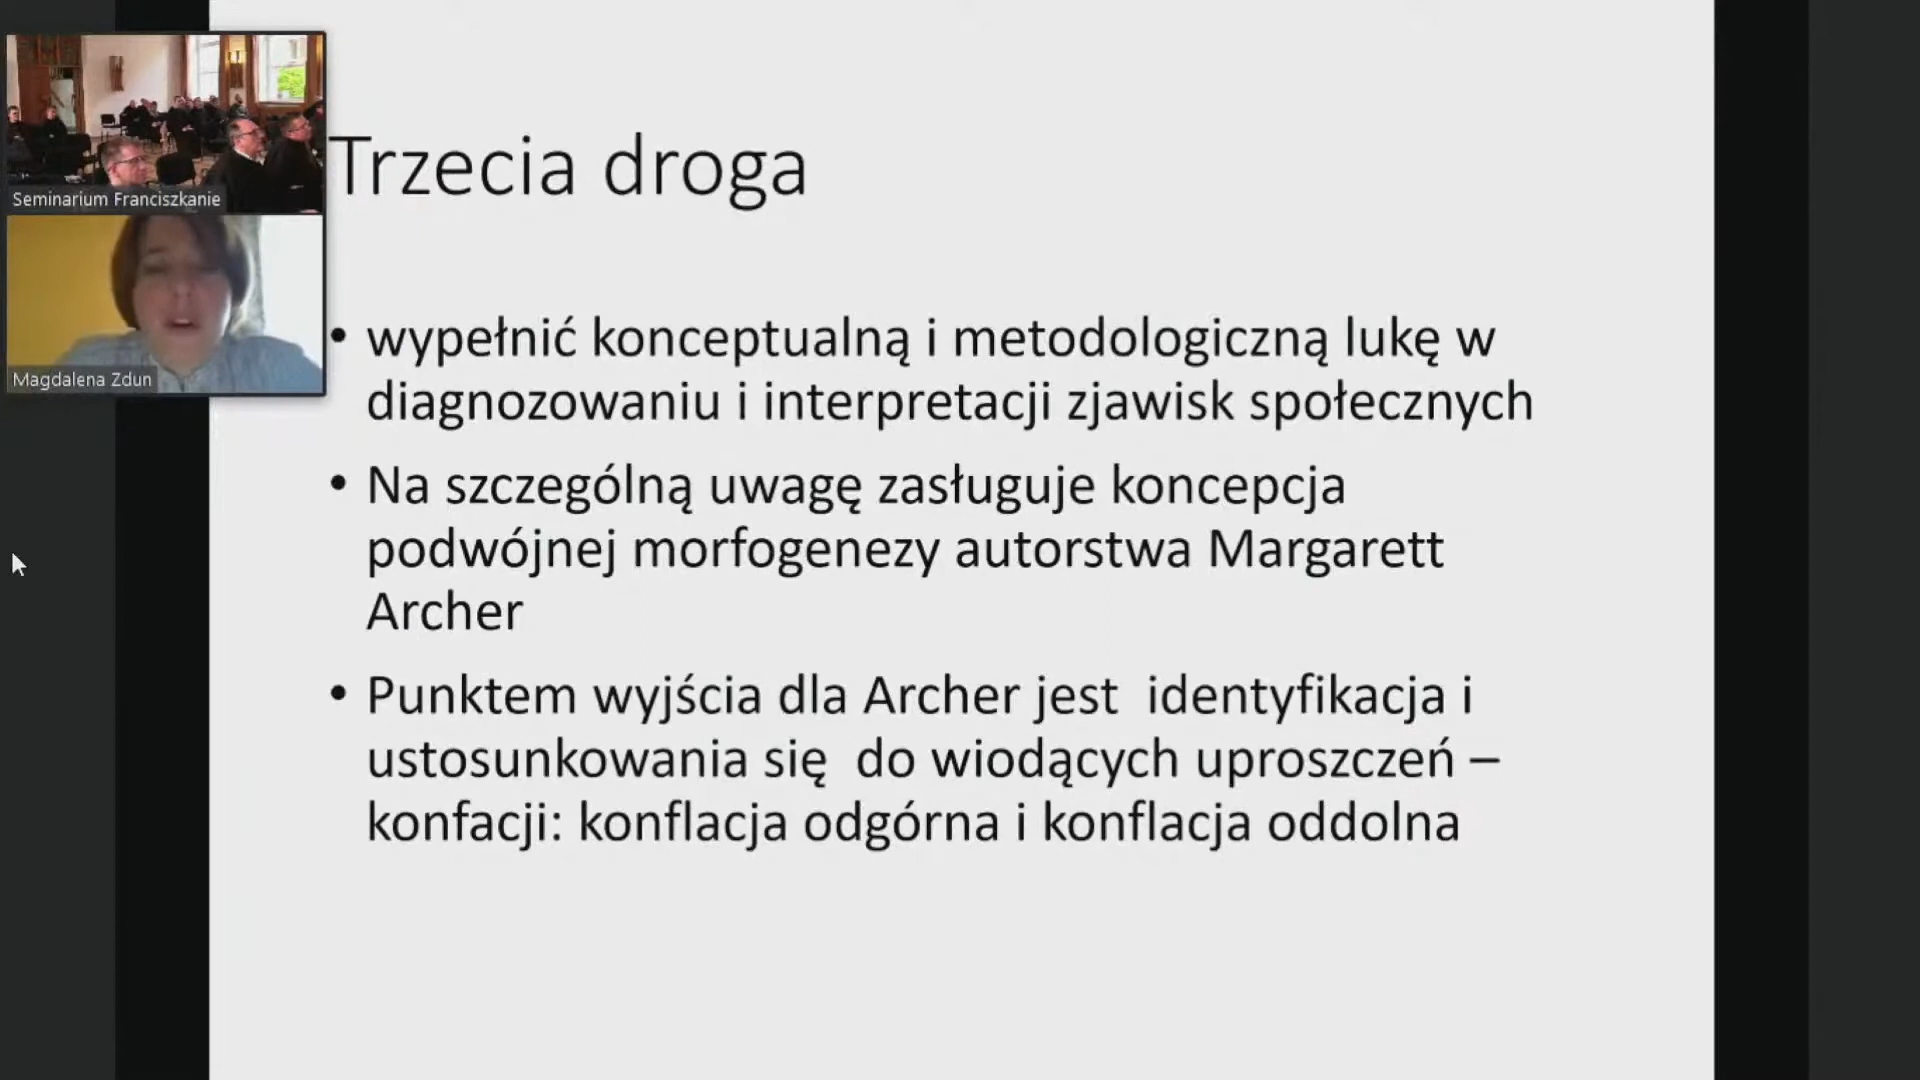 Seminarium Franciszkanie
Magdalena Zdun
Trzecia droga
• wypełnić konceptualną i metodologiczną lukę w
diagnozowaniu i interpretacji zjawisk społecznych
• Na szczególną uwagę zasługuje koncepcja
podwójnej morfogenezy autorstwa Margarett
Archer
• Punktem wyjścia dla Archer jest  identyfikacja i
ustosunkowania się  do wiodących uproszczeń –
konfacji: konflacja odgórna i konflacja oddolna